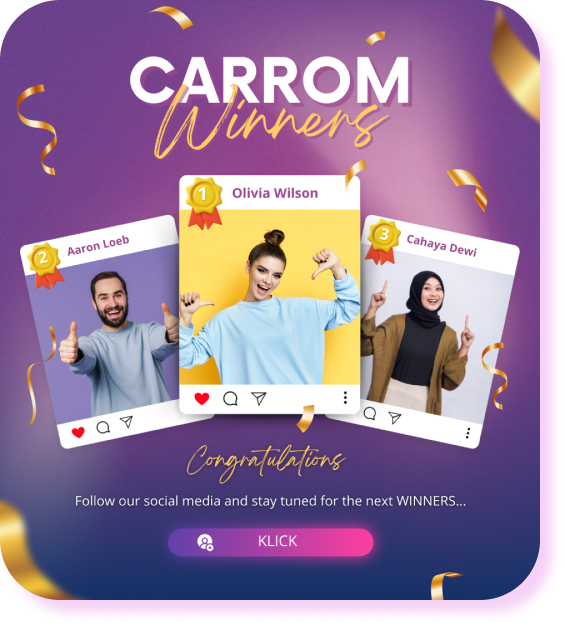 CARROM
Winners
1
Olivia Wilson
2
Aaron Loeb
3
Cahaya Dewi
Congratulations
Follow our social media and stay tuned for the next WINNERS...
KLICK